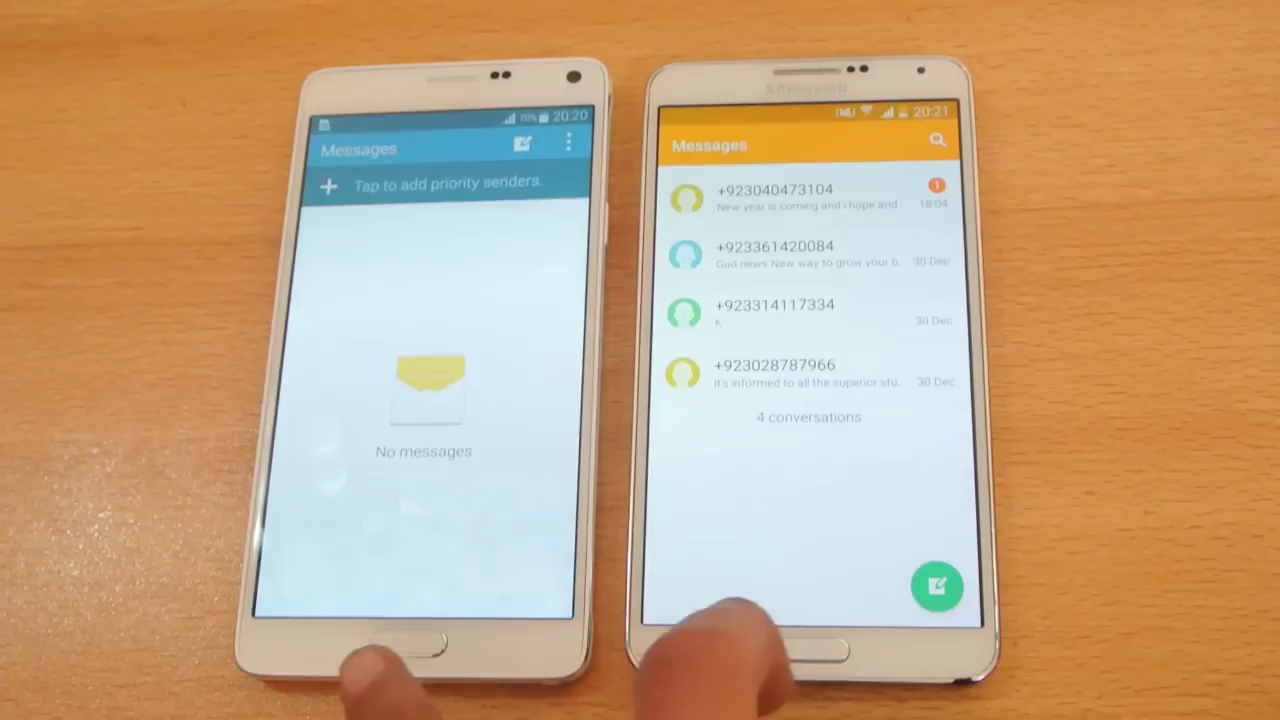 70% 20:20
Messages
Tap to add priority senders.
No messages
SAMSUNG
20:21
Messages
+923040473104
1
New year is coming and i hope and
18:04
+923361420084
Gud news New way to grow your b..
30 Dec
+923314117334
K
30 Dec
+923028787966
It's informed to all the superior stu..
30 Dec
4 conversations